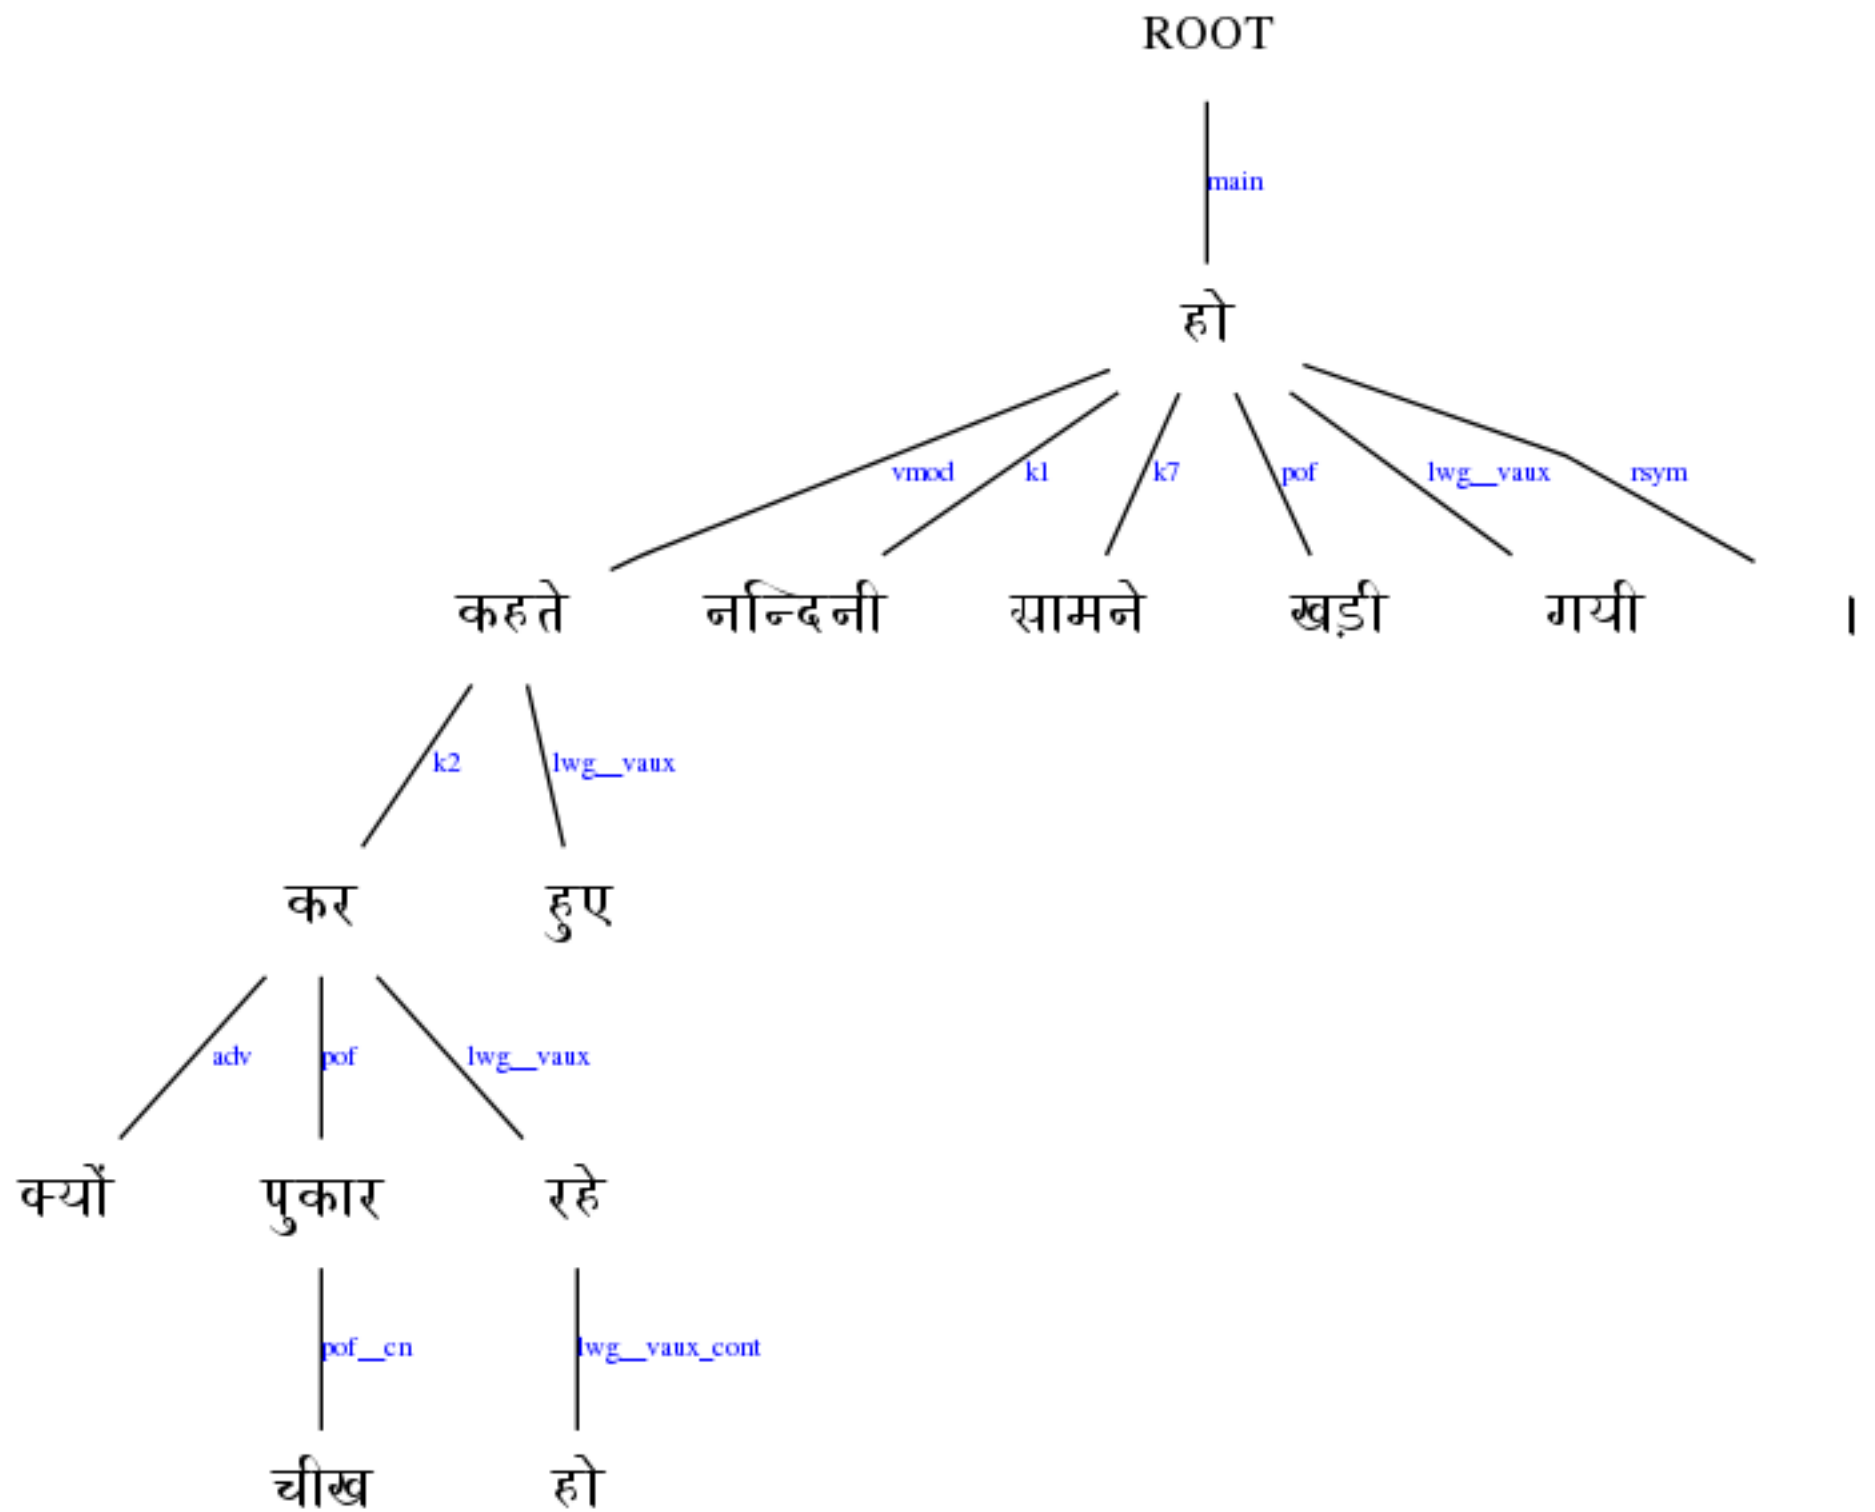 ROOT
main
हो
vmod k1 k7 pof lwg__vaux rsym
कहते नन्दिनी सामने खड़ी गयी ।
k2 lwg__vaux
कर हुए
adv pof lwg__vaux
क्यों पुकार रहे
pof__cn lwg__vaux_cont
चीख हो